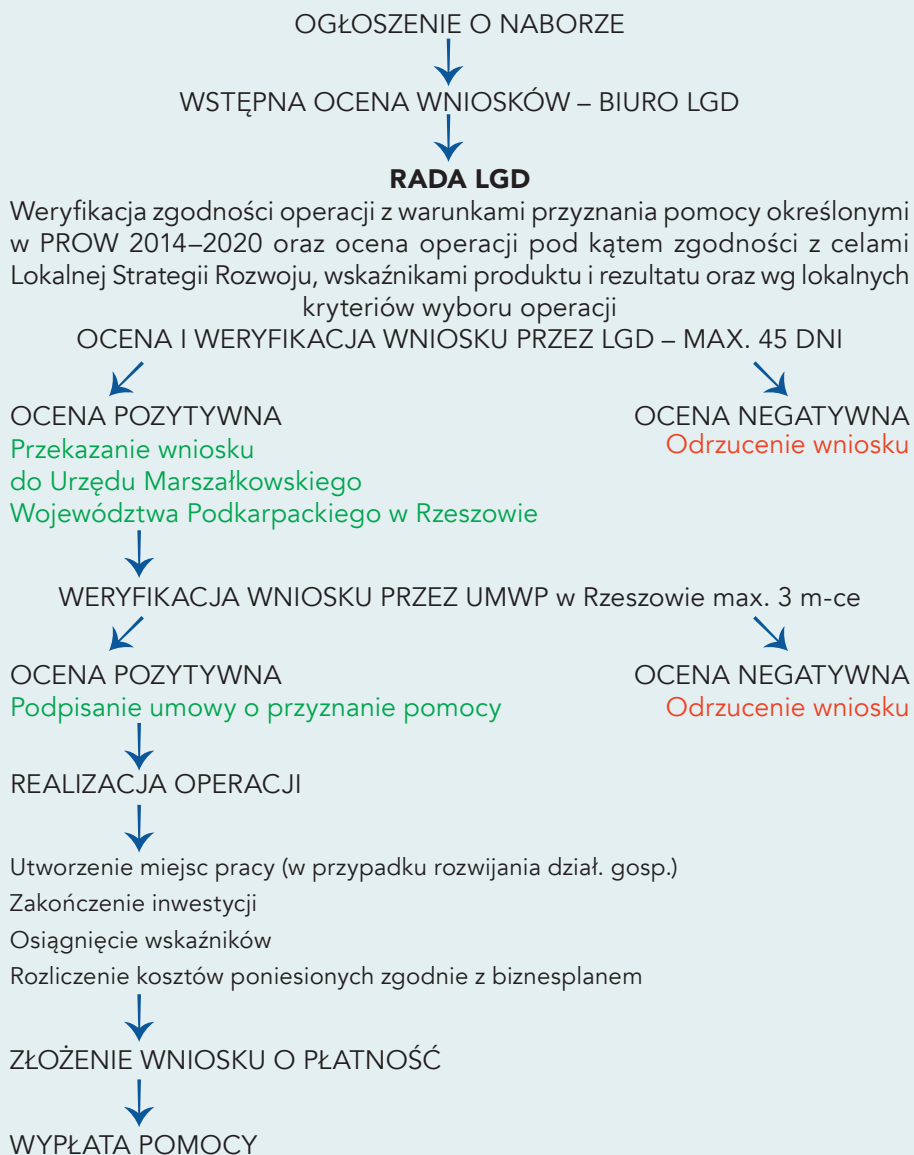 OGŁOSZENIE O NABORZE
WSTĘPNA OCENA WNIOSKÓW – BIURO LGD
RADA LGD
Weryfikacja zgodności operacji z warunkami przyznania pomocy określonymi
w PROW 2014–2020 oraz ocena operacji pod kątem zgodności z celami
Lokalnej Strategii Rozwoju, wskaźnikami produktu i rezultatu oraz wg lokalnych
kryteriów wyboru operacji
OCENA I WERYFIKACJA WNIOSKU PRZEZ LGD – MAX. 45 DNI
OCENA POZYTYWNA
Przekazanie wniosku
do Urzędu Marszałkowskiego
Województwa Podkarpackiego w Rzeszowie
OCENA NEGATYWNA
Odrzucenie wniosku
WERYFIKACJA WNIOSKU PRZEZ UMWP w Rzeszowie max. 3 m-ce
OCENA POZYTYWNA
Podpisanie umowy o przyznanie pomocy
OCENA NEGATYWNA
Odrzucenie wniosku
REALIZACJA OPERACJI
Utworzenie miejsc pracy (w przypadku rozwijania dział. gosp.)
Zakończenie inwestycji
Osiągnięcie wskaźników
Rozliczenie kosztów poniesionych zgodnie z biznesplanem
ZŁOŻENIE WNIOSKU O PŁATNOŚĆ
WYPŁATA POMOCY